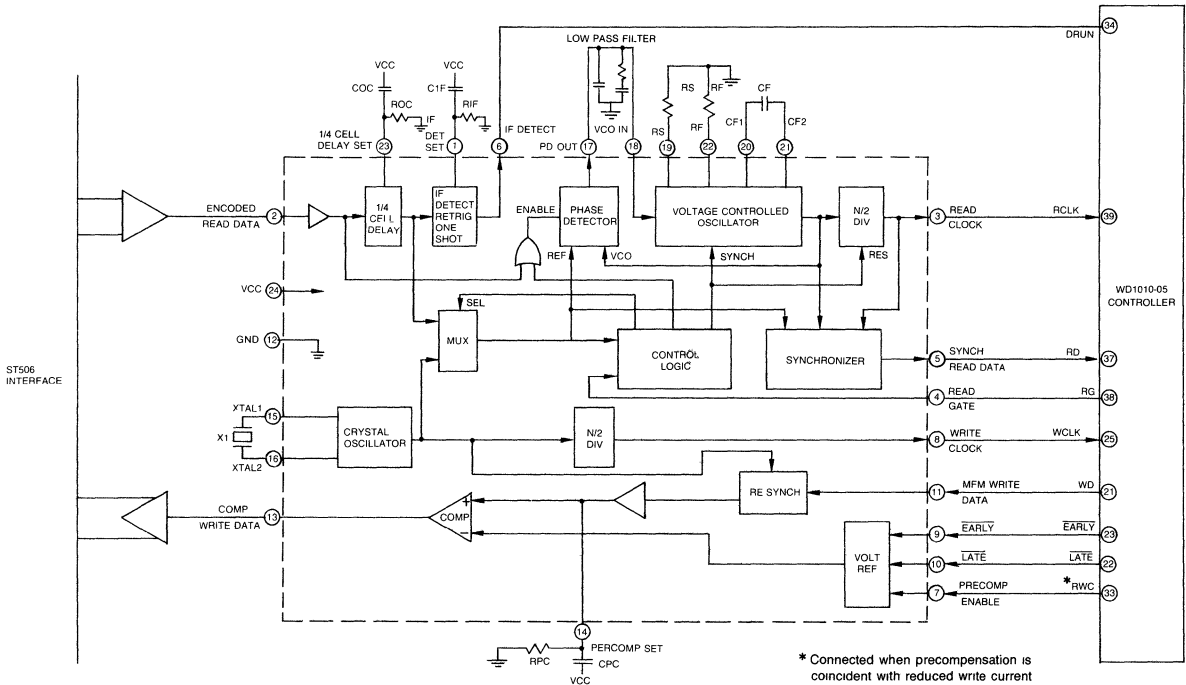 34
DRUN
LOW PASS FILTER
VCC
COC
ROC
VCC
C1F
RIF
IF
1/4 CELL
DELAY SET
23
DET
SET
1
6
IF DETECT
PD OUT
17
VCO IN
18
RS
RS
19
RF
RF
22
CF
CF1
20
CF2
21
ENCODED
READ DATA
2
1/4
CELL
DELAY
IF
DETECT
RETRIG
ONE
SHOT
ENABLE
PHASE
DETECTOR
REF
VCO
VOLTAGE CONTROLLED
OSCILLATOR
SYNCH
N/2
DIV
RES
3
READ
CLOCK
RCLK
39
WD1010-05
CONTROLLER
VCC
24
GND
12
SEL
MUX
CONTROL
LOGIC
SYNCHRONIZER
5
SYNCH
READ DATA
RD
37
4
READ
GATE
RG
38
ST506
INTERFACE
XTAL1
15
X1
16
XTAL2
CRYSTAL
OSCILLATOR
N/2
DIV
8
WRITE
CLOCK
WCLK
25
RE SYNCH
11
MFM WRITE
DATA
WD
21
COMP
WRITE DATA
13
COMP
+
−
VOLT
REF
9
EARLY
EARLY
23
10
LATE
LATE
22
7
PRECOMP
ENABLE
*RWC
33
14
PERCOMP SET
RPC
CPC
VCC
* Connected when precompensation is
coincident with reduced write current